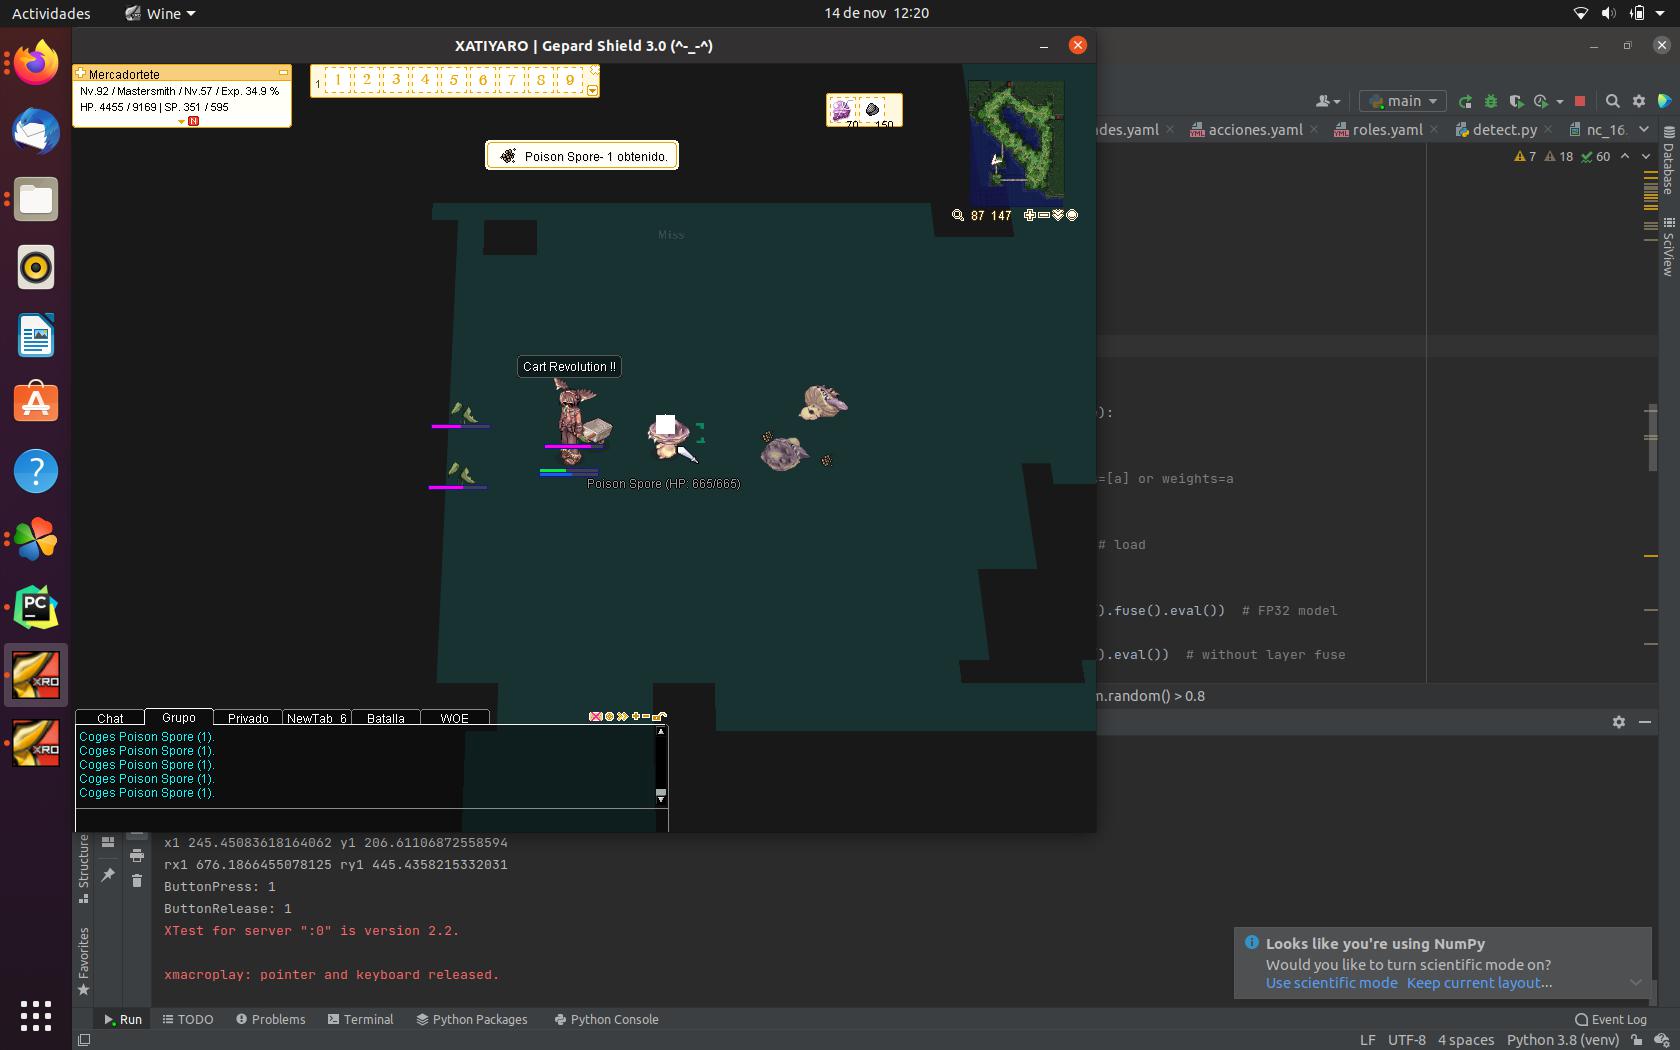 Actividades
Wine
14 de nov 12:20
XATIYARO | Gepard Shield 3.0 (^-_-^)
Mercadortete
Nv.92 / Mastersmith / Nv.57 / Exp. 34.9 %
HP. 4455 / 9169 | SP. 351 / 595
N
1 1 2 3 4 5 6 7 8 9
70 150
Poison Spore- 1 obtenido.
87 147
Miss
Cart Revolution !!
Poison Spore (HP: 665/665)
Chat Grupo Privado NewTab_6 Batalla WOE
Coges Poison Spore (1).
Coges Poison Spore (1).
Coges Poison Spore (1).
Coges Poison Spore (1).
Coges Poison Spore (1).
main
des.yaml acciones.yaml roles.yaml detect.py nc_16.
7 18 60
Database
SciView
):
=[a] or weights=a
# load
).fuse().eval()) # FP32 model
).eval()) # without layer fuse
m.random() > 0.8
PC
XRO
XRO
Structure
Favorites
x1 245.45083618164062 y1 206.61106872558594
rx1 676.1866455078125 ry1 445.4358215332031
ButtonPress: 1
ButtonRelease: 1
XTest for server ":0" is version 2.2.
xmacroplay: pointer and keyboard released.
Looks like you're using NumPy
Would you like to turn scientific mode on?
Use scientific mode Keep current layout...
Run TODO Problems Terminal Python Packages Python Console
Event Log
LF UTF-8 4 spaces Python 3.8 (venv)